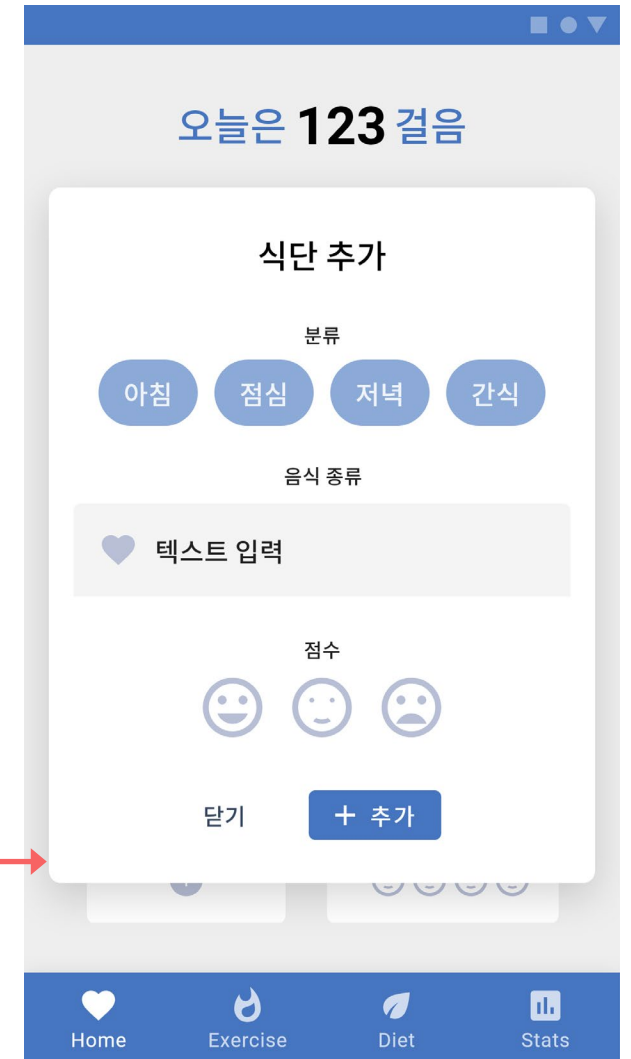 오늘은 123 걸음
식단 추가
분류
아침 점심 저녁 간식
음식 종류
텍스트 입력
점수
닫기 + 추가
Home Exercise Diet Stats